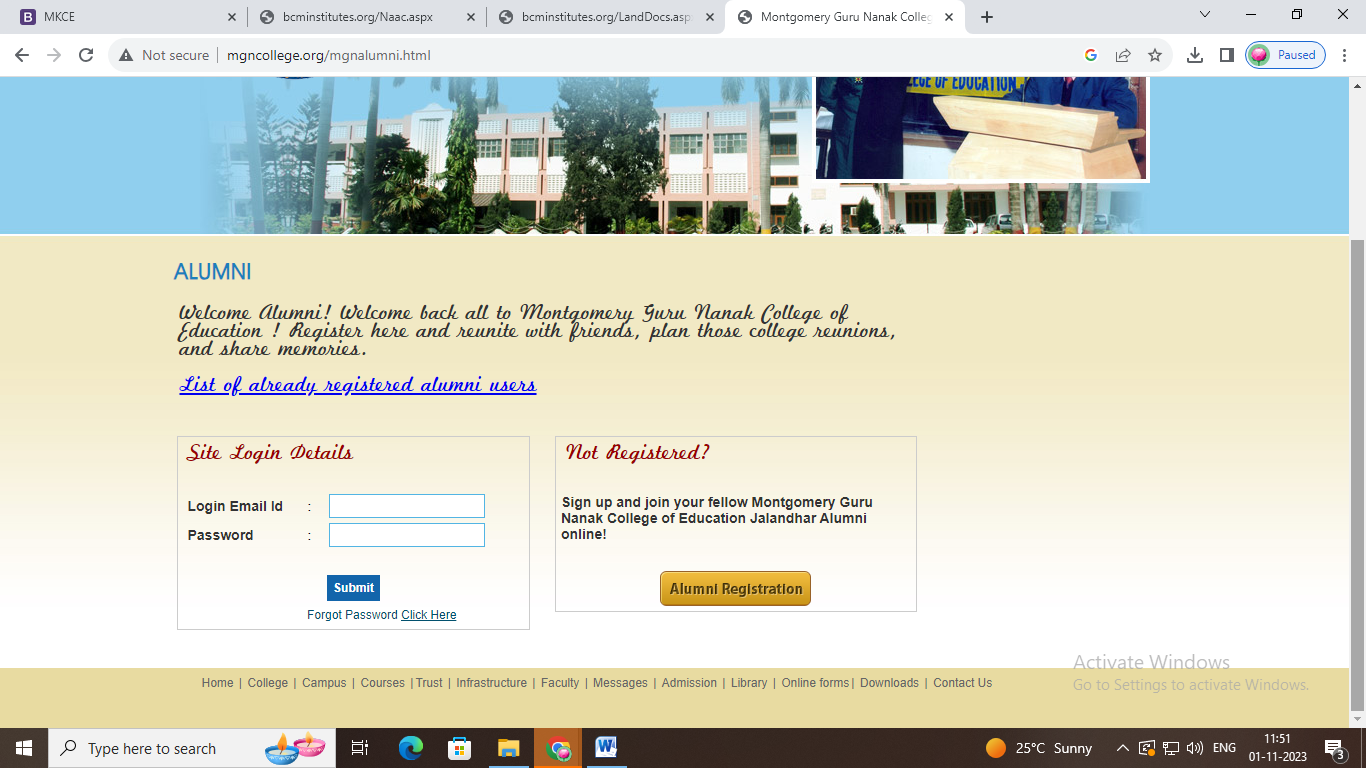 MKCE
bcminstitutes.org/Naac.aspx
bcminstitutes.org/LandDocs.asp
Montgomery Guru Nanak Colleg
Not secure
mgncollege.org/mgnalumni.html
Paused
GE OF EDUCATION
ALUMNI
Welcome Alumni! Welcome back all to Montgomery Guru Nanak College of
Education ! Register here and reunite with friends, plan those college reunions,
and share memories.
List of already registered alumni users
Site Login Details
Login Email Id :
Password :
Submit
Forgot Password Click Here
Not Registered?
Sign up and join your fellow Montgomery Guru
Nanak College of Education Jalandhar Alumni
online!
Alumni Registration
Activate Windows
Go to Settings to activate Windows.
Home | College | Campus | Courses | Trust | Infrastructure | Faculty | Messages | Admission | Library | Online forms | Downloads | Contact Us
Type here to search
25°C Sunny
ENG
11:51
01-11-2023
3